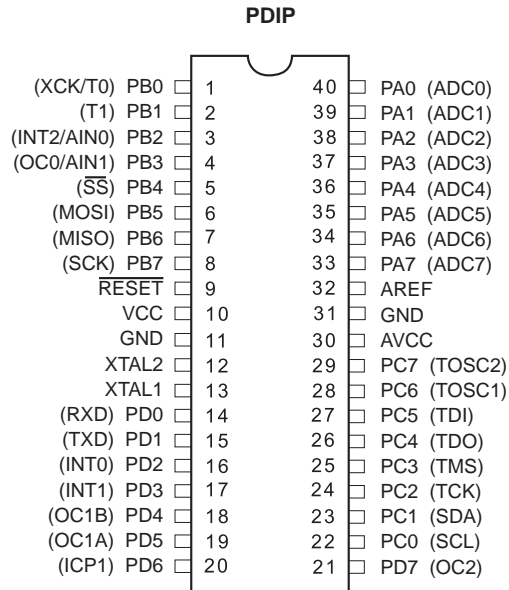 PDIP
(XCK/T0) PB0 1 40 PA0 (ADC0)
(T1) PB1 2 39 PA1 (ADC1)
(INT2/AIN0) PB2 3 38 PA2 (ADC2)
(OC0/AIN1) PB3 4 37 PA3 (ADC3)
(SS) PB4 5 36 PA4 (ADC4)
(MOSI) PB5 6 35 PA5 (ADC5)
(MISO) PB6 7 34 PA6 (ADC6)
(SCK) PB7 8 33 PA7 (ADC7)
RESET 9 32 AREF
VCC 10 31 GND
GND 11 30 AVCC
XTAL2 12 29 PC7 (TOSC2)
XTAL1 13 28 PC6 (TOSC1)
(RXD) PD0 14 27 PC5 (TDI)
(TXD) PD1 15 26 PC4 (TDO)
(INT0) PD2 16 25 PC3 (TMS)
(INT1) PD3 17 24 PC2 (TCK)
(OC1B) PD4 18 23 PC1 (SDA)
(OC1A) PD5 19 22 PC0 (SCL)
(ICP1) PD6 20 21 PD7 (OC2)